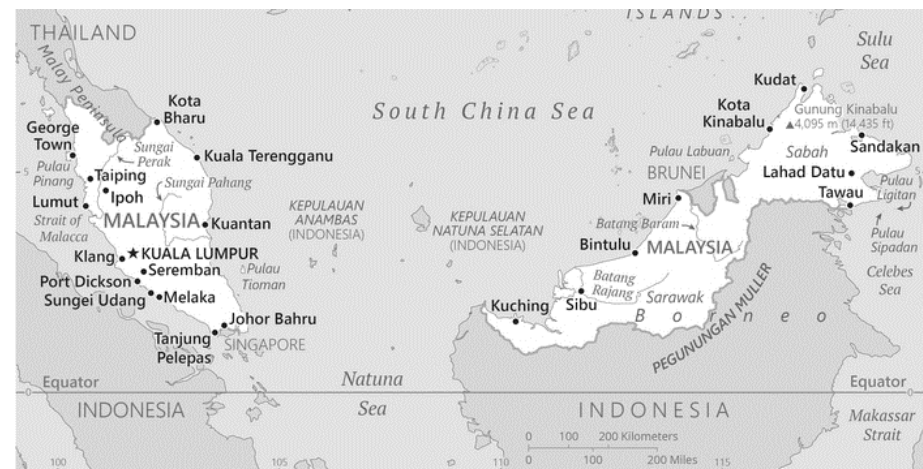 ISLANDS
THAILAND
Malay Peninsula
Kota
Bharu
George
Town
Sungai
Perak
Kuala Terengganu
Pulau
Pinang
Taiping
Sungai Pahang
Ipoh
Lumut
MALAYSIA
Kuantan
Strait of
Malacca
KUALA LUMPUR
Klang
Seremban
Pulau
Tioman
Port Dickson
Sungei Udang
Melaka
Johor Bahru
Tanjung
Pelepas
SINGAPORE
South China Sea
KEPULAUAN
ANAMBAS
(INDONESIA)
KEPULAUAN
NATUNA SELATAN
(INDONESIA)
Sulu
Sea
Kudat
Kota
Kinabalu
Gunung Kinabalu
4,095 m (14,435 ft)
Sabah
Sandakan
Pulau Labuan
BRUNEI
Lahad Datu
Tawau
Pulau
Ligitan
Pulau
Sipadan
Miri
Batang Baram
Bintulu
MALAYSIA
Celebes
Sea
Batang
Rajang
Sarawak
Sibu
Kuching
Borneo
PEGUNUNGAN MULLER
5
5
Equator
Equator
0
0
Natuna
Sea
INDONESIA
INDONESIA
Makassar
Strait
0 100 200 Kilometers
0 100 200 Miles
100
105
110
115